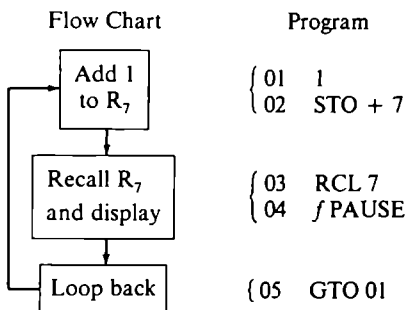 Flow Chart Program
Add 1
to R₇
{ 01 1
02 STO + 7
Recall R₇
and display
{ 03 RCL 7
04 f PAUSE
Loop back
{ 05 GTO 01